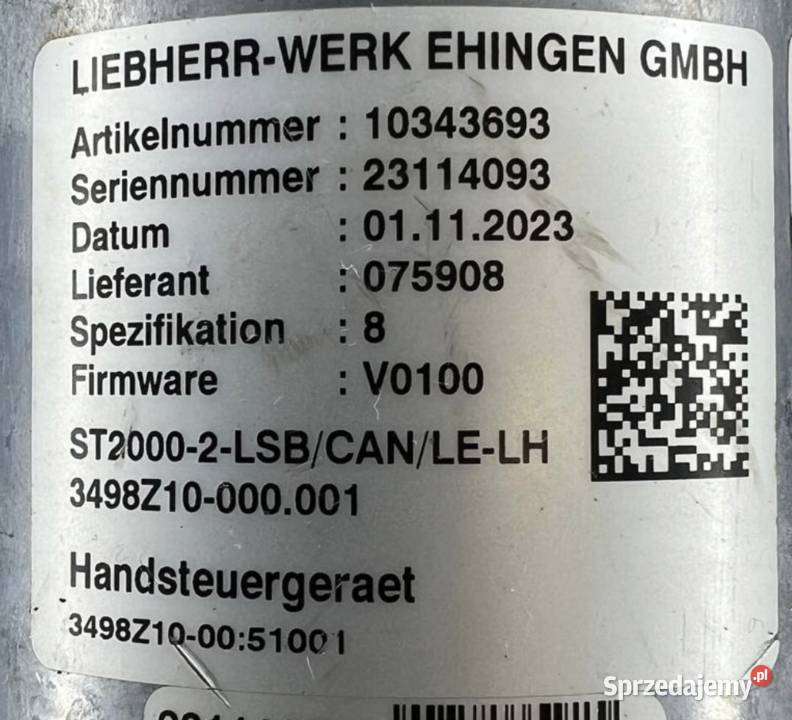 LIEBHERR-WERK EHINGEN GMBH
Artikelnummer : 10343693
Seriennummer : 23114093
Datum : 01.11.2023
Lieferant : 075908
Spezifikation : 8
Firmware : V0100
ST2000-2-LSB/CAN/LE-LH
3498Z10-000.001
Handsteuergeraet
3498Z10-00:51001
Sprzedajemy.pl